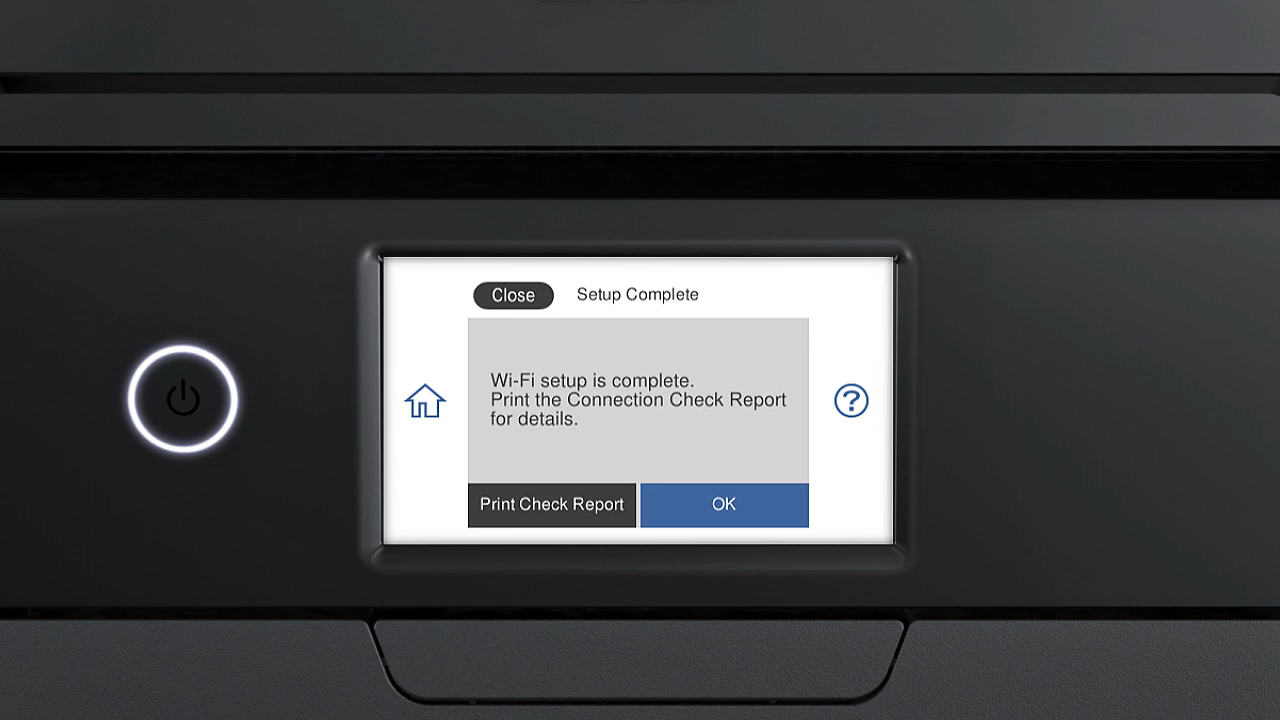 Close
Setup Complete
Wi-Fi setup is complete.
Print the Connection Check Report
for details.
Print Check Report
OK